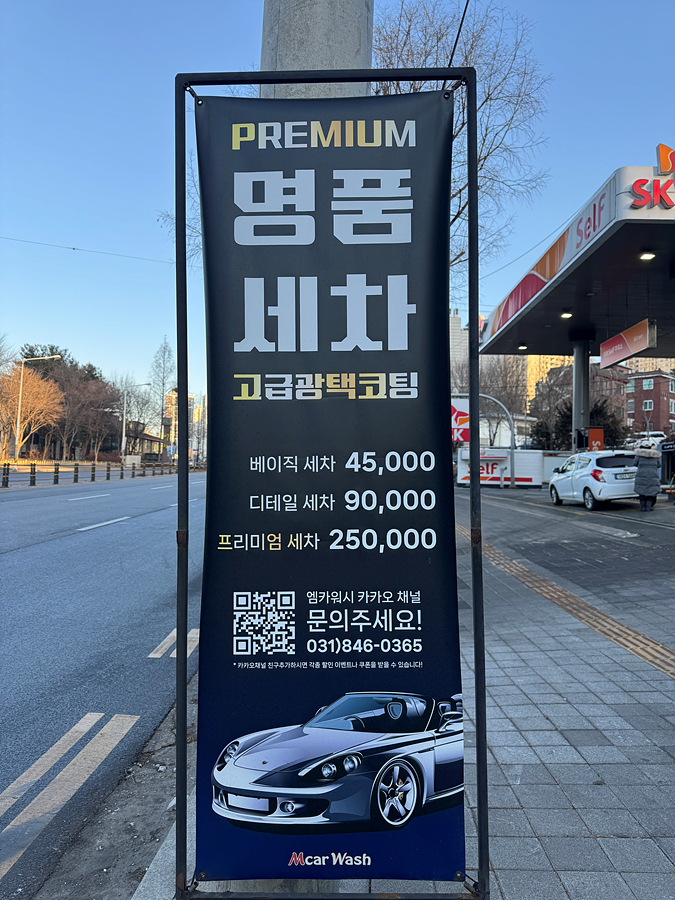 PREMIUM
명품
세차
고급광택코팅
베이직 세차 45,000
디테일 세차 90,000
프리미엄 세차 250,000
엠카워시 카카오 채널
문의주세요!
031)846-0365
* 카카오채널 친구추가하시면 각종 할인 이벤트나 쿠폰을 받을 수 있습니다!
Mcar Wash
Self
SK
SK
elF